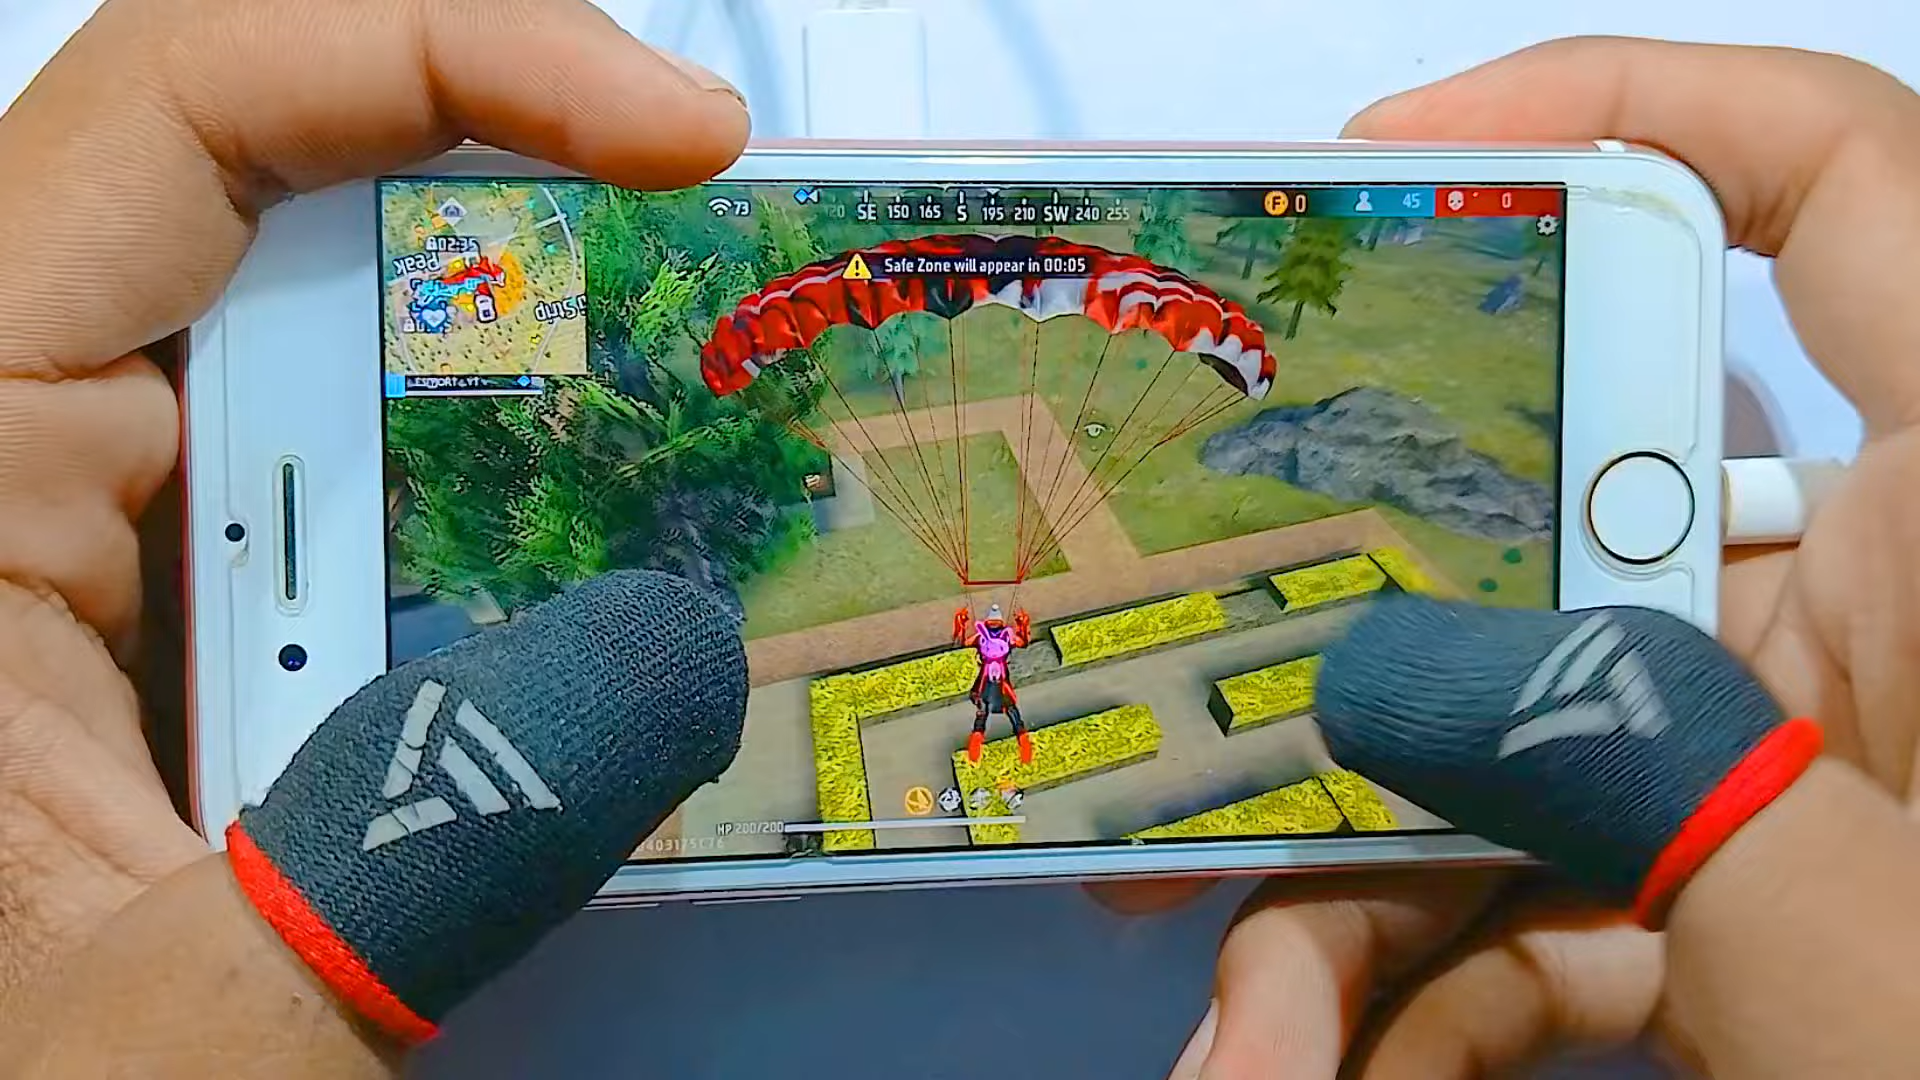 73
SE 150 165 S 195 210 SW 240 255 W
F 0
45
0
02:35
Peak
Safe Zone will appear in 00:05
HP 200/200